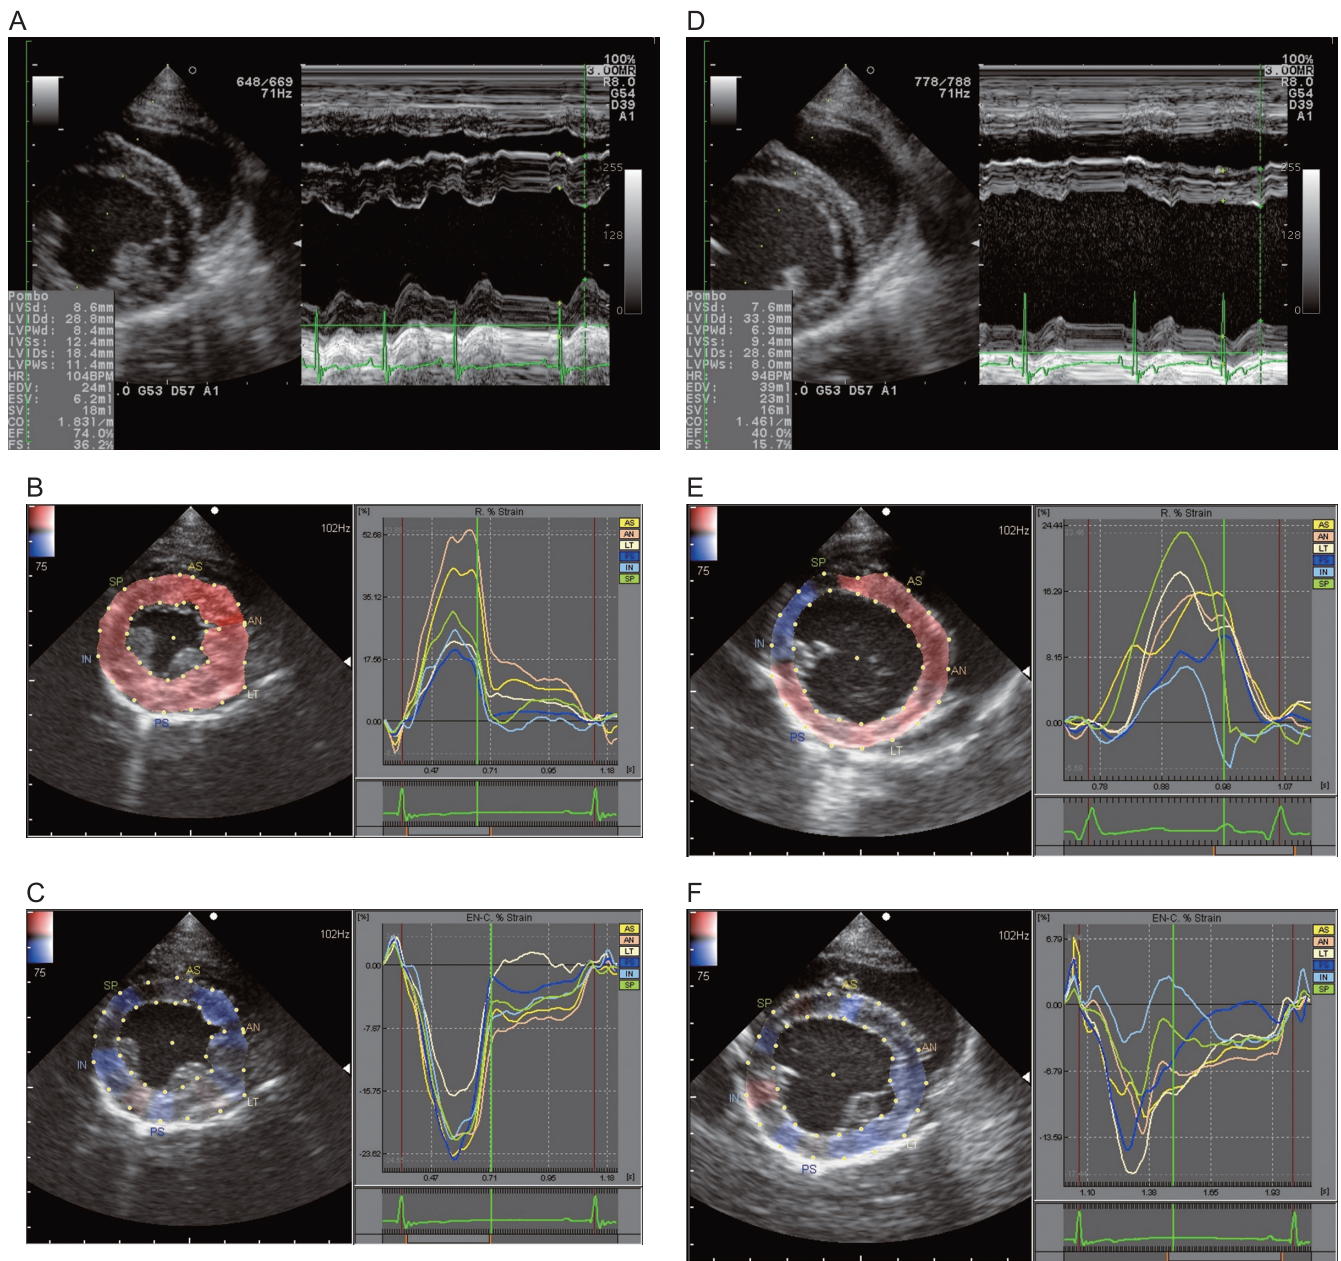 A
648/669
71Hz
100%
3.00MR
R8.0
G54
D39
A1
255
128
0
Pombo
IVSd: 8.6mm
LVIDd: 28.8mm
LVPWd: 8.4mm
IVSs: 12.4mm
LVIDs: 18.4mm
LVPWs: 11.4mm
HR: 104BPM
EDV: 24ml
ESV: 6.2ml
SV: 18ml
CO: 1.83l/m
EF: 74.0%
FS: 36.2%
.0 G53 D57 A1
D
778/788
71Hz
100%
3.00MR
R8.0
G54
D39
A1
255
128
0
Pombo
IVSd: 7.6mm
LVIDd: 33.9mm
LVPWd: 6.9mm
IVSs: 9.4mm
LVIDs: 28.6mm
LVPWs: 8.0mm
HR: 94BPM
EDV: 39ml
ESV: 23ml
SV: 16ml
CO: 1.46l/m
EF: 40.0%
FS: 15.7%
.0 G53 D57 A1
B
75
102Hz
SP
AS
AN
IN
LT
PS
[%]
R. % Strain
52.68
35.12
17.56
0.00
0.47
0.71
0.95
1.18
[s]
AS
AN
LT
PS
IN
SP
E
75
102Hz
SP
AS
IN
AN
PS
LT
[%]
R. % Strain
24.44
16.29
8.15
0.00
0.78
0.88
0.98
1.07
[s]
AS
AN
LT
PS
IN
SP
C
75
102Hz
SP
AS
AN
IN
LT
PS
[%]
EN-C. % Strain
0.00
-7.87
-15.75
-23.62
0.47
0.71
0.95
1.18
[s]
AS
AN
LT
PS
IN
SP
F
75
102Hz
SP
AS
AN
IN
LT
PS
[%]
EN-C. % Strain
6.79
0.00
-6.79
-13.59
1.10
1.38
1.65
1.93
[s]
AS
AN
LT
PS
IN
SP